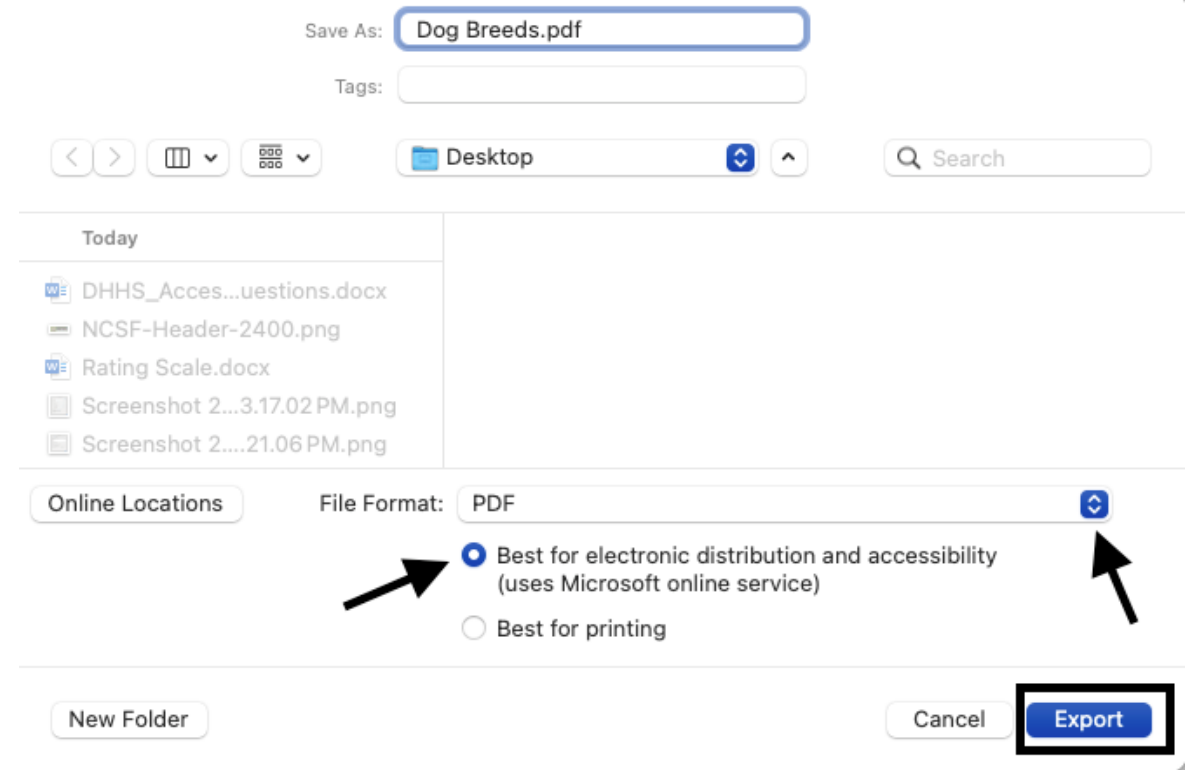 Save As: Dog Breeds.pdf
Tags:
Desktop
Search
Today
DHHS_Acces...uestions.docx
NCSF-Header-2400.png
Rating Scale.docx
Screenshot 2...3.17.02 PM.png
Screenshot 2....21.06 PM.png
Online Locations File Format: PDF
Best for electronic distribution and accessibility
(uses Microsoft online service)
Best for printing
New Folder Cancel Export